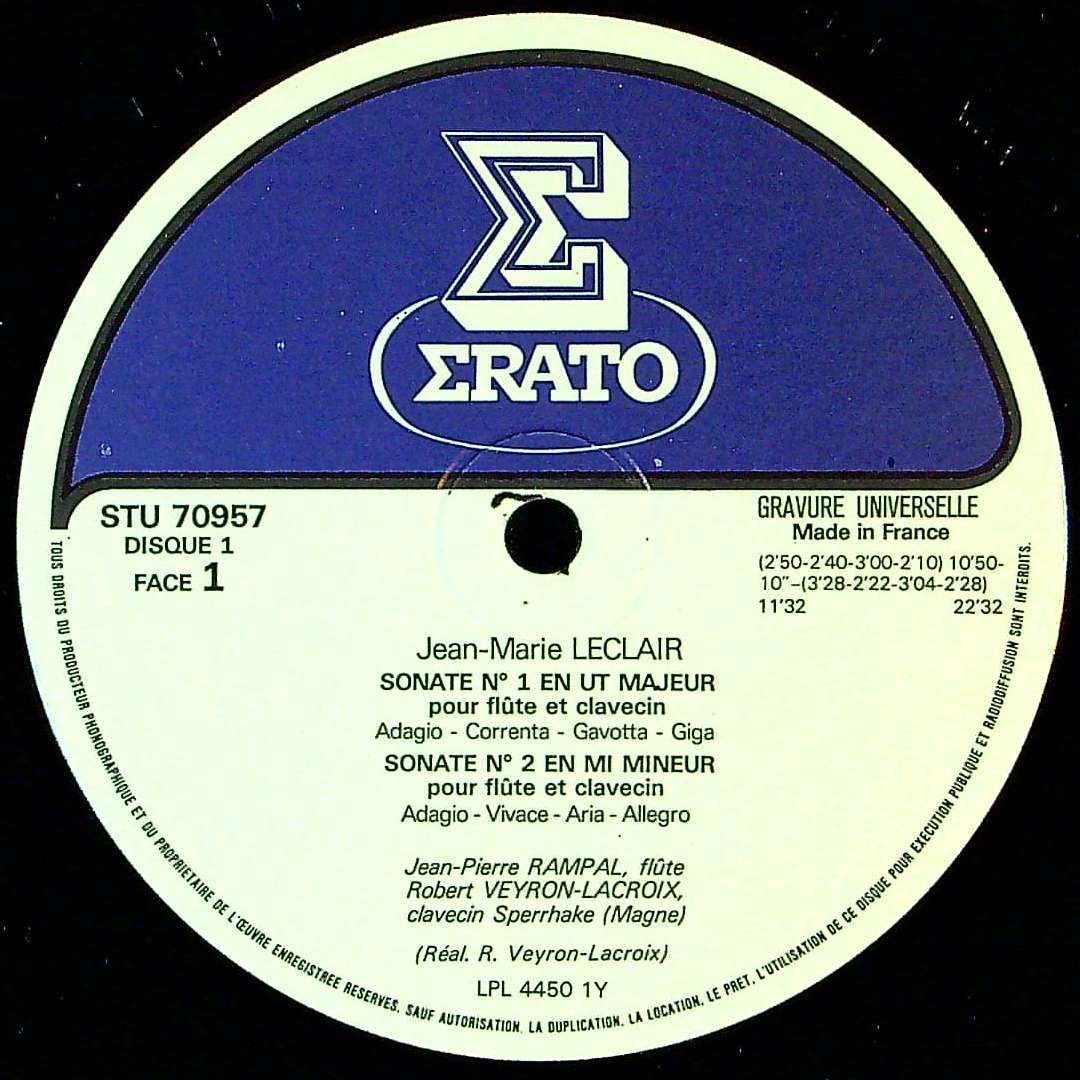 ΣRATO
STU 70957
DISQUE 1
FACE 1
GRAVURE UNIVERSELLE
Made in France
(2'50-2'40-3'00-2'10) 10'50-
10"-(3'28-2'22-3'04-2'28)
11'32 22'32
Jean-Marie LECLAIR
SONATE N° 1 EN UT MAJEUR
pour flûte et clavecin
Adagio - Correnta - Gavotta - Giga
SONATE N° 2 EN MI MINEUR
pour flûte et clavecin
Adagio - Vivace - Aria - Allegro
Jean-Pierre RAMPAL, flûte
Robert VEYRON-LACROIX,
clavecin Sperrhake (Magne)
(Réal. R. Veyron-Lacroix)
LPL 4450 1Y
TOUS DROITS DU PRODUCTEUR PHONOGRAPHIQUE ET DU PROPRIETAIRE DE L'ŒUVRE ENREGISTREE RESERVES. SAUF AUTORISATION, LA DUPLICATION, LA LOCATION, LE PRET, L'UTILISATION DE CE DISQUE POUR EXECUTION PUBLIQUE ET RADIODIFFUSION SONT INTERDITS.